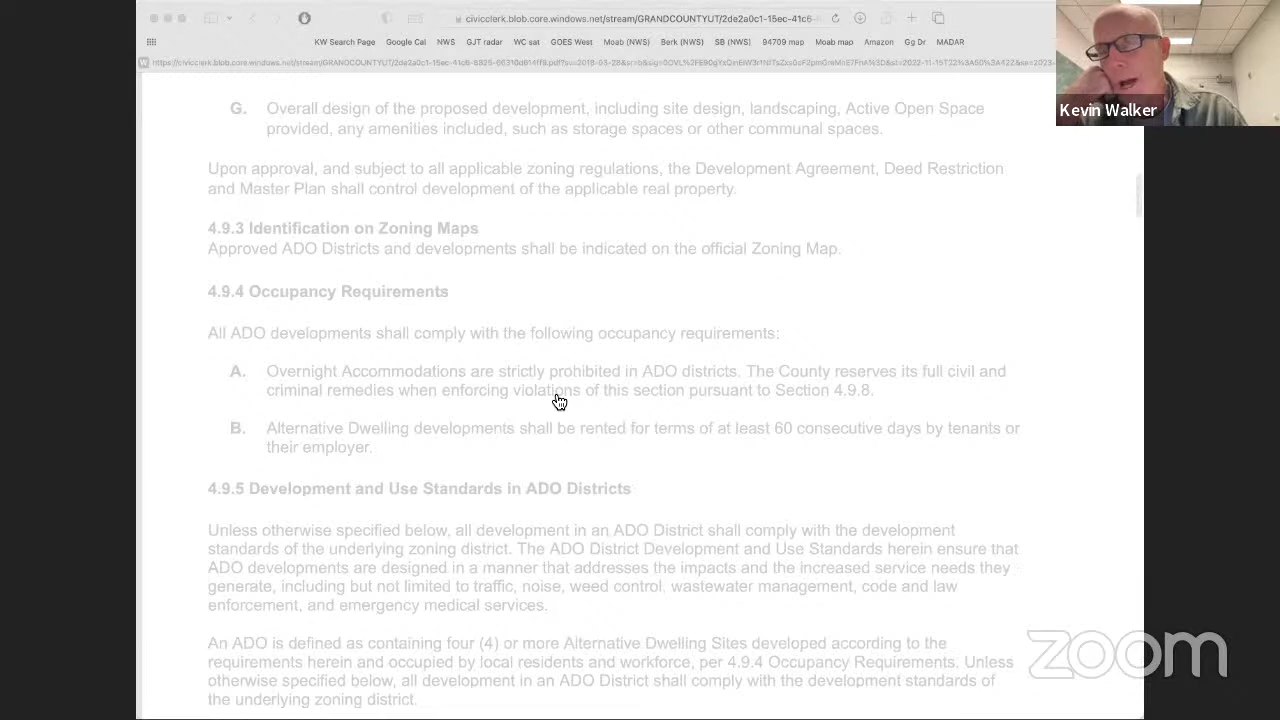 civicclerk.blob.core.windows.net/stream/GRANDCOUNTYUT/2de2a0c1-15ec-41c6-
KW Search Page Google Cal NWS GJT radar WC sat GOES West Moab (NWS) Berk (NWS) SB (NWS) 94709 map Moab map Amazon Gg Dr MADAR
Kevin Walker
G. Overall design of the proposed development, including site design, landscaping, Active Open Space
provided, any amenities included, such as storage spaces or other communal spaces.
Upon approval, and subject to all applicable zoning regulations, the Development Agreement, Deed Restriction
and Master Plan shall control development of the applicable real property.
4.9.3 Identification on Zoning Maps
Approved ADO Districts and developments shall be indicated on the official Zoning Map.
4.9.4 Occupancy Requirements
All ADO developments shall comply with the following occupancy requirements:
A. Overnight Accommodations are strictly prohibited in ADO districts. The County reserves its full civil and
criminal remedies when enforcing violations of this section pursuant to Section 4.9.8.
B. Alternative Dwelling developments shall be rented for terms of at least 60 consecutive days by tenants or
their employer.
4.9.5 Development and Use Standards in ADO Districts
Unless otherwise specified below, all development in an ADO District shall comply with the development
standards of the underlying zoning district. The ADO District Development and Use Standards herein ensure that
ADO developments are designed in a manner that addresses the impacts and the increased service needs they
generate, including but not limited to traffic, noise, weed control, wastewater management, code and law
enforcement, and emergency medical services.
An ADO is defined as containing four (4) or more Alternative Dwelling Sites developed according to the
requirements herein and occupied by local residents and workforce, per 4.9.4 Occupancy Requirements. Unless
otherwise specified below, all development in an ADO District shall comply with the development standards of
the underlying zoning district.
zoom